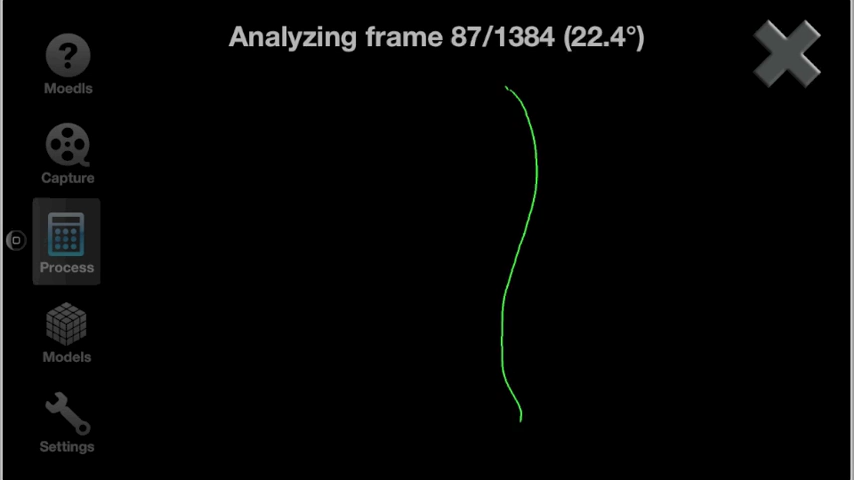 Analyzing frame 87/1384 (22.4°)
?
Moedls
Capture
Process
Models
Settings